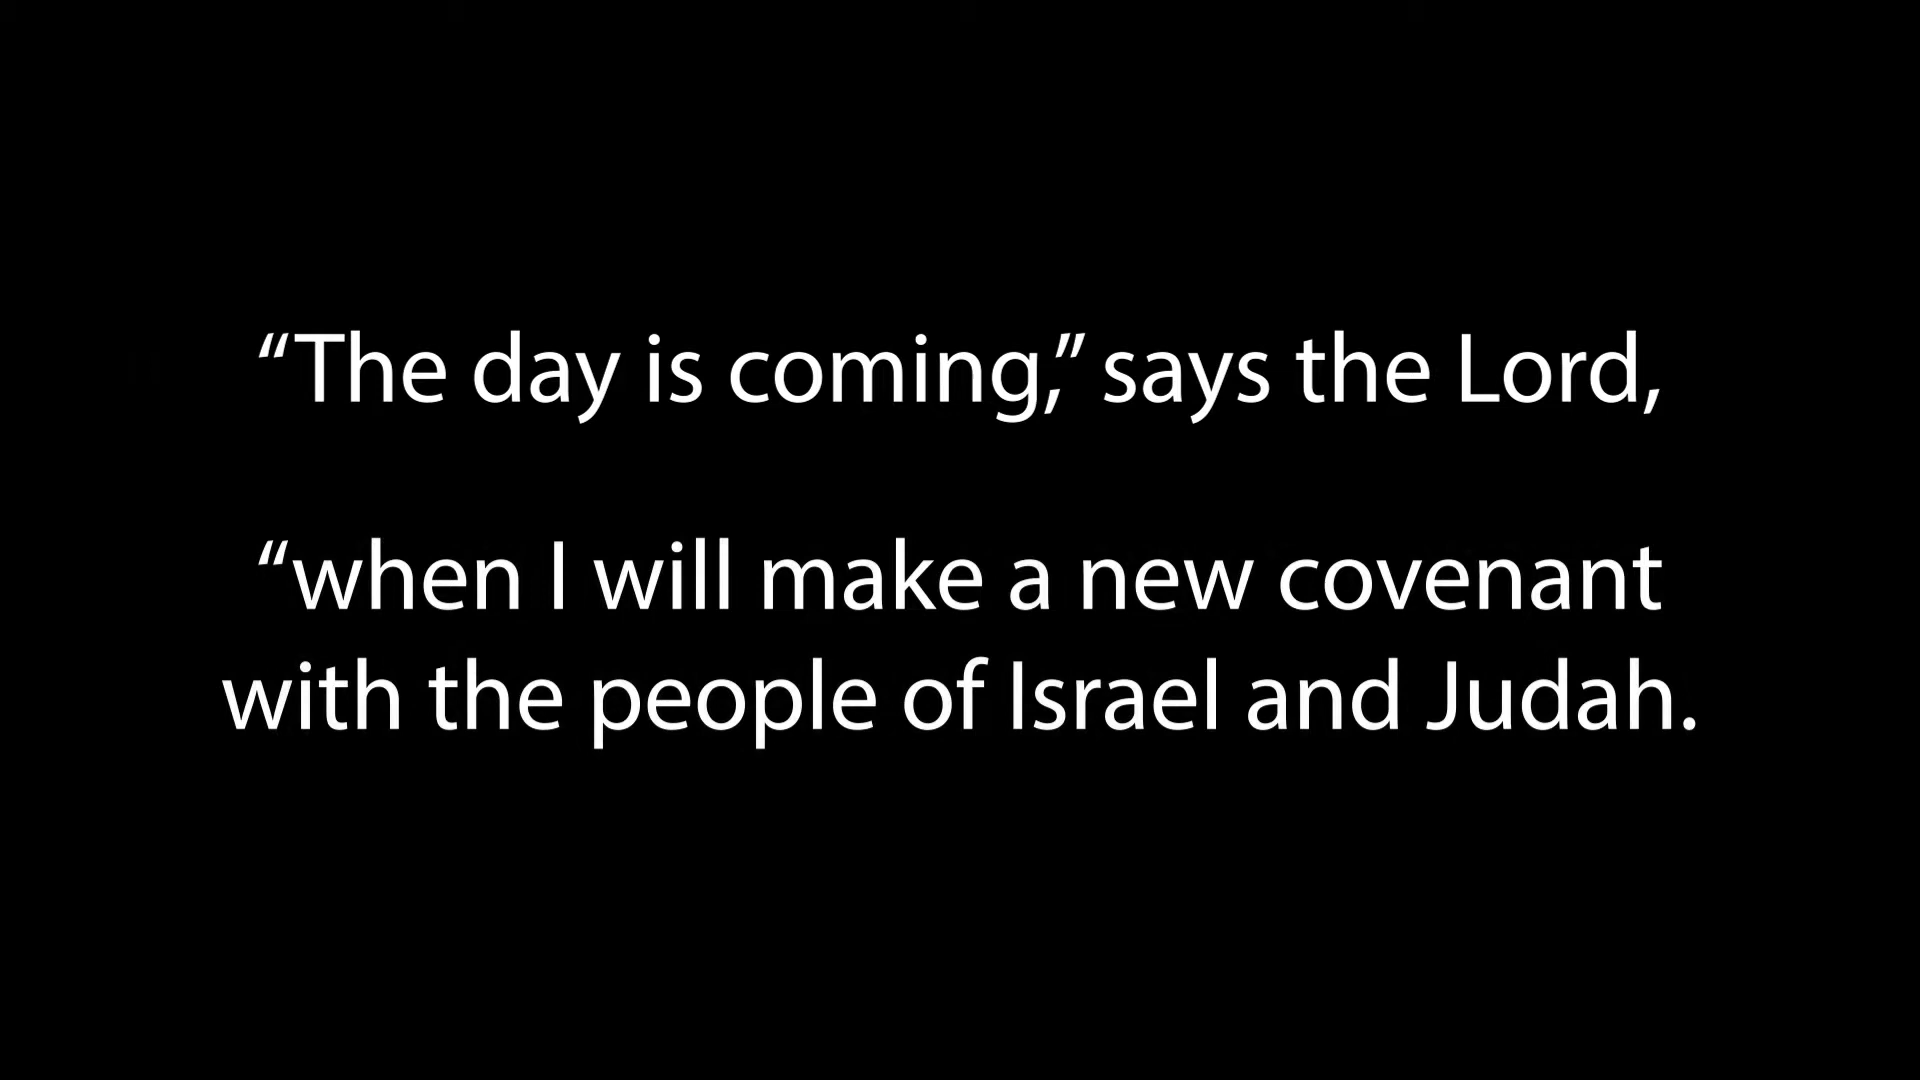 “The day is coming,” says the Lord,
“when I will make a new covenant
with the people of Israel and Judah.